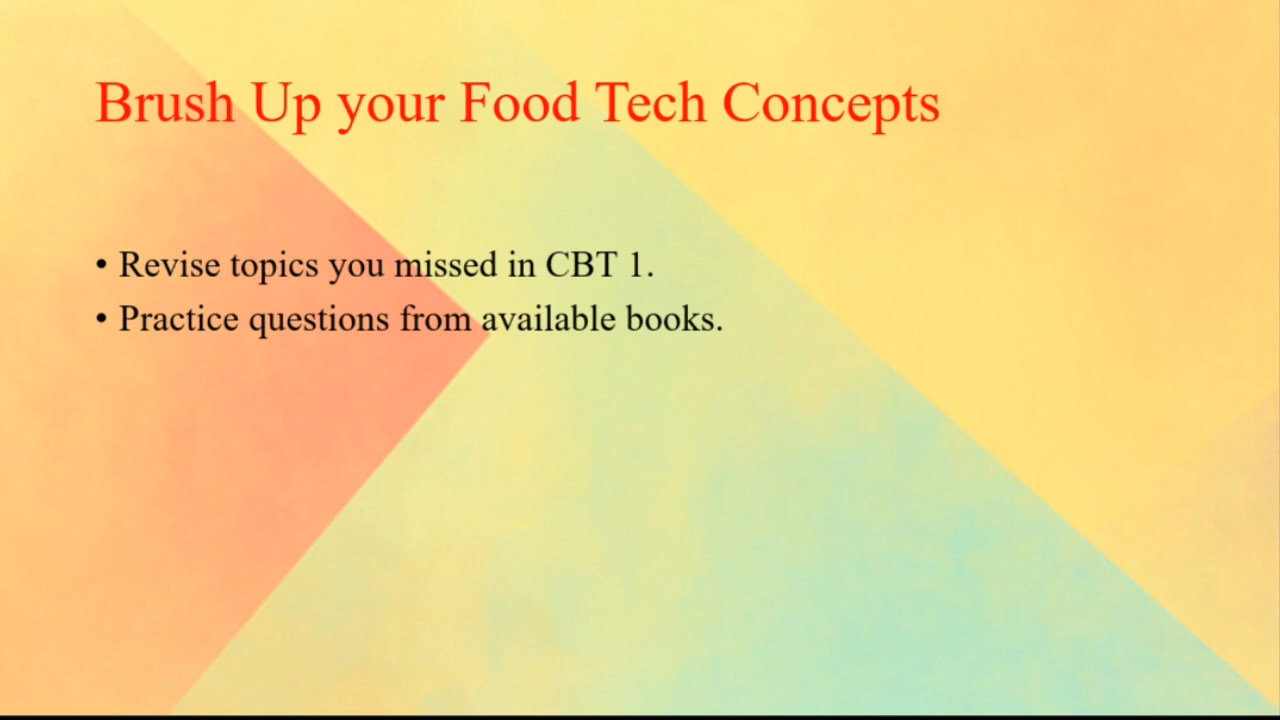 Brush Up your Food Tech Concepts
• Revise topics you missed in CBT 1.
• Practice questions from available books.